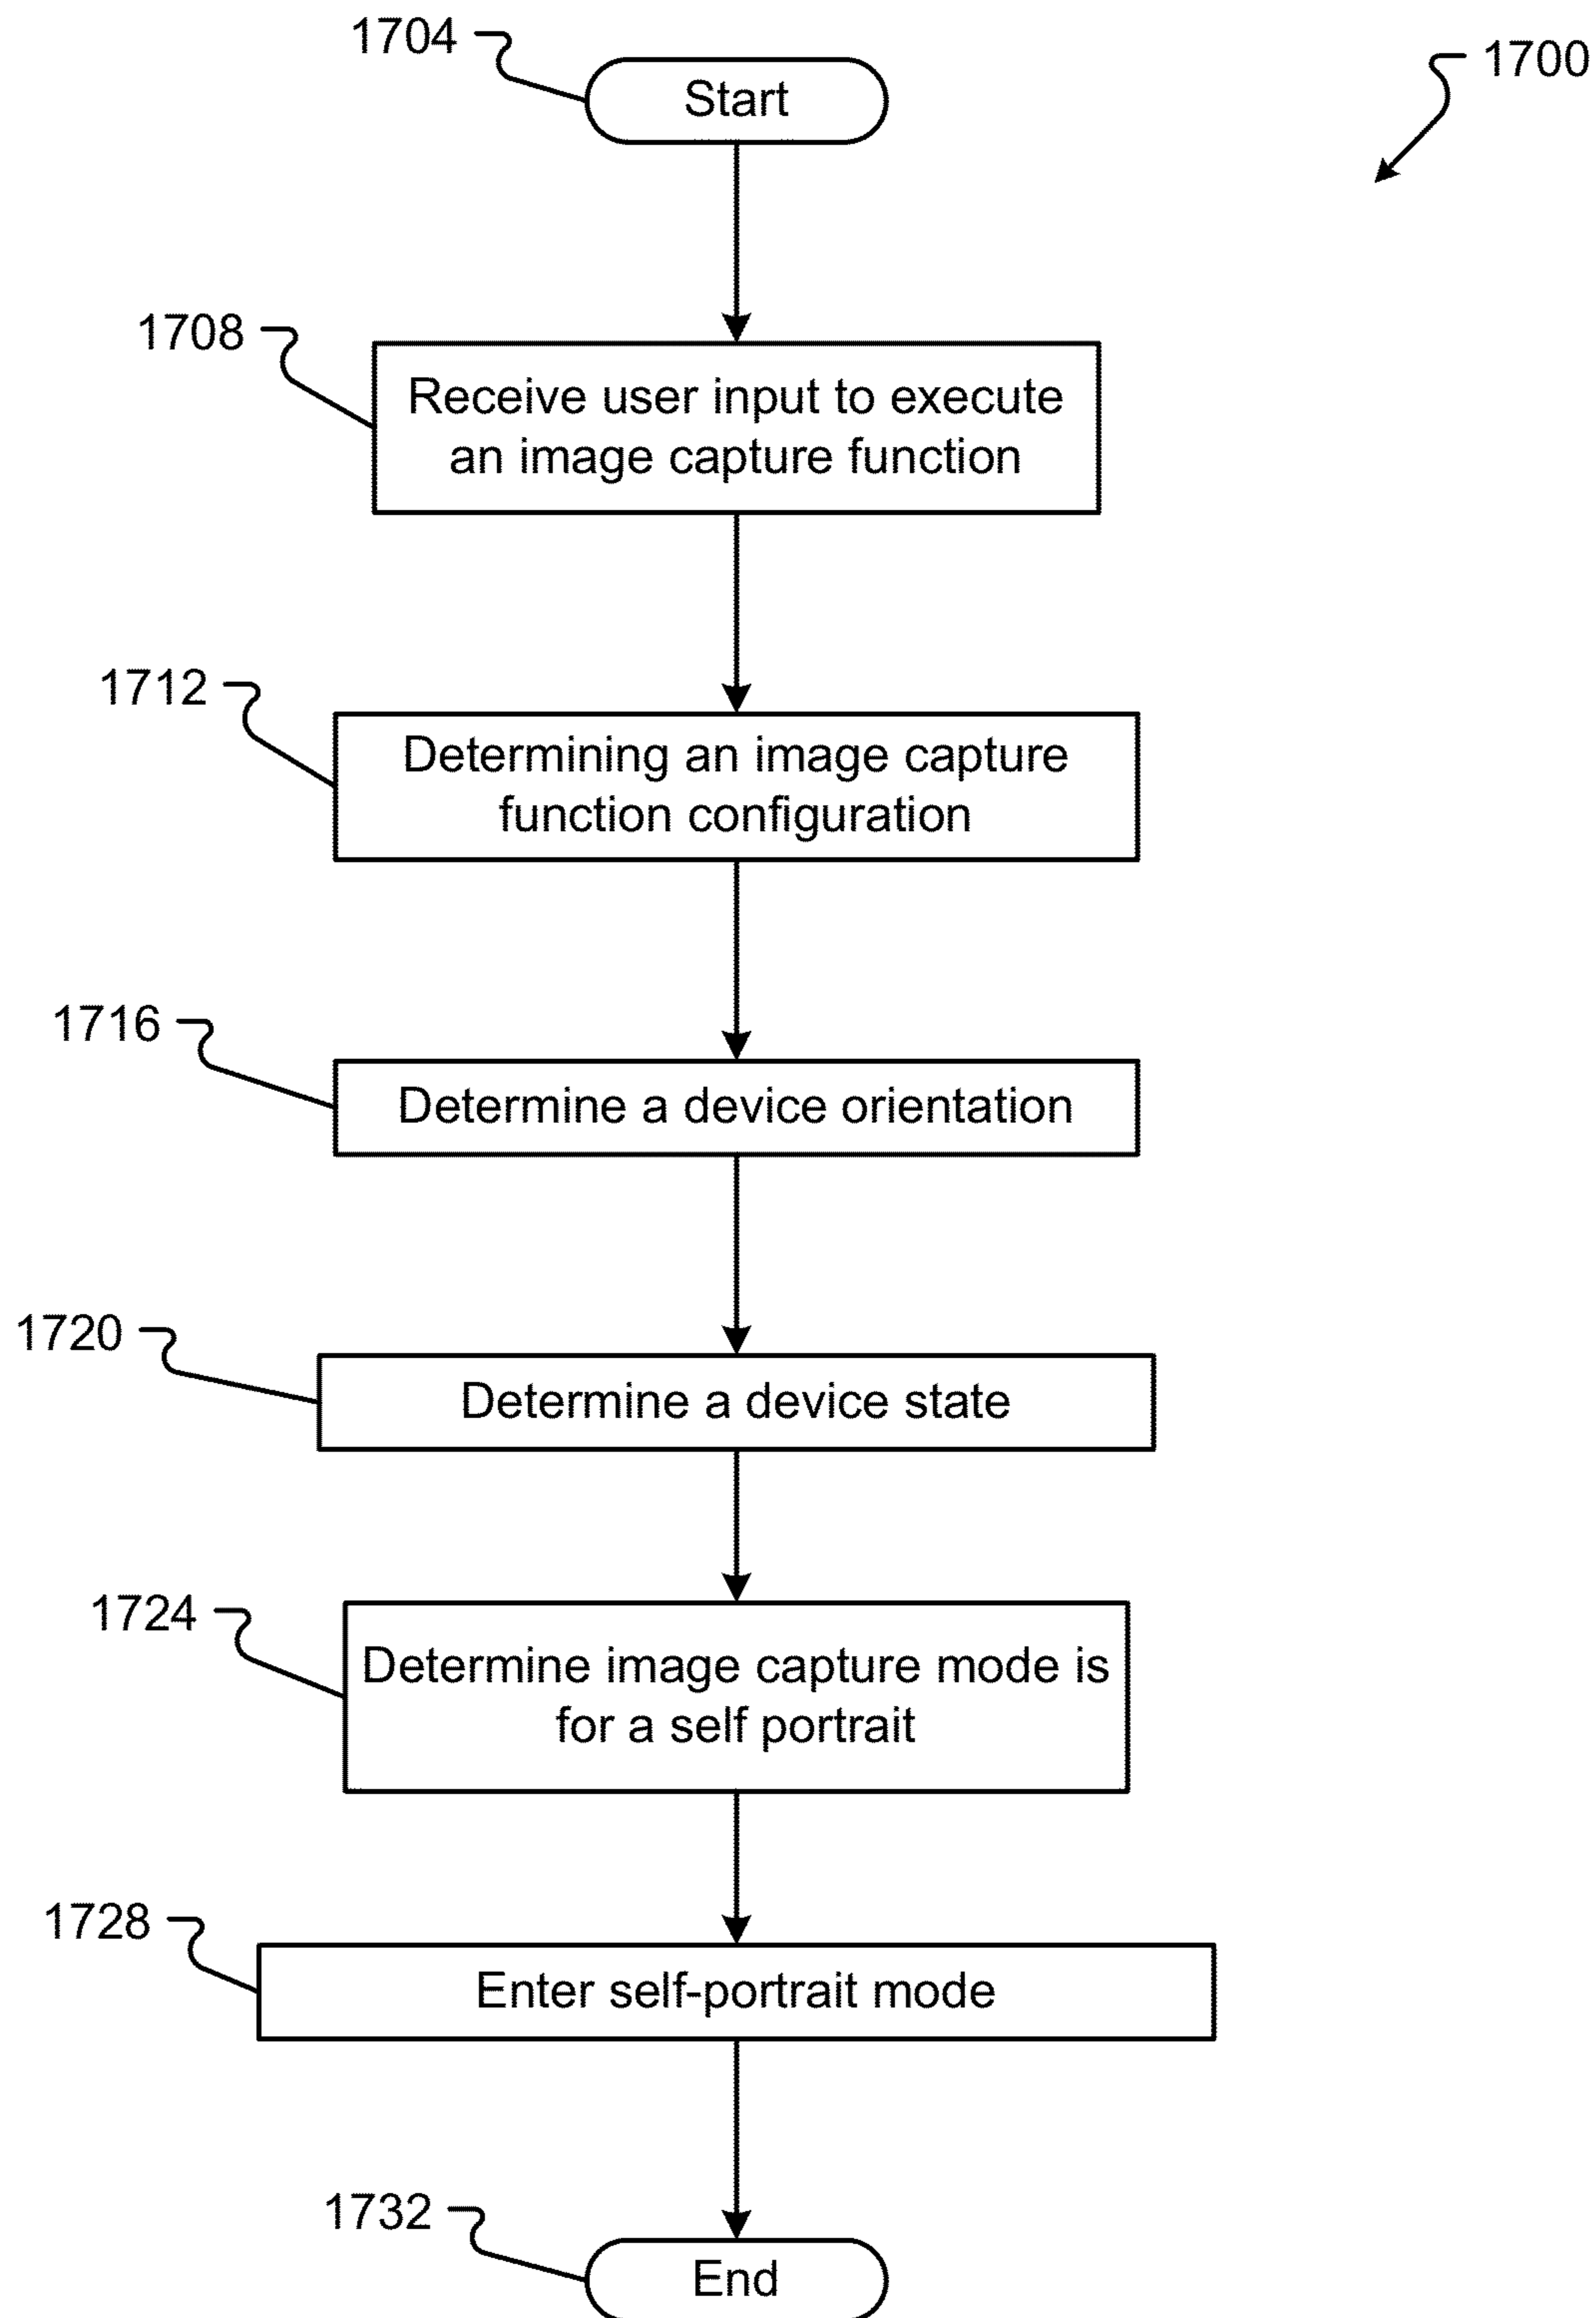 1704
Start
1700
1708
Receive user input to execute
an image capture function
1712
Determining an image capture
function configuration
1716
Determine a device orientation
1720
Determine a device state
1724
Determine image capture mode is
for a self portrait
1728
Enter self-portrait mode
1732
End